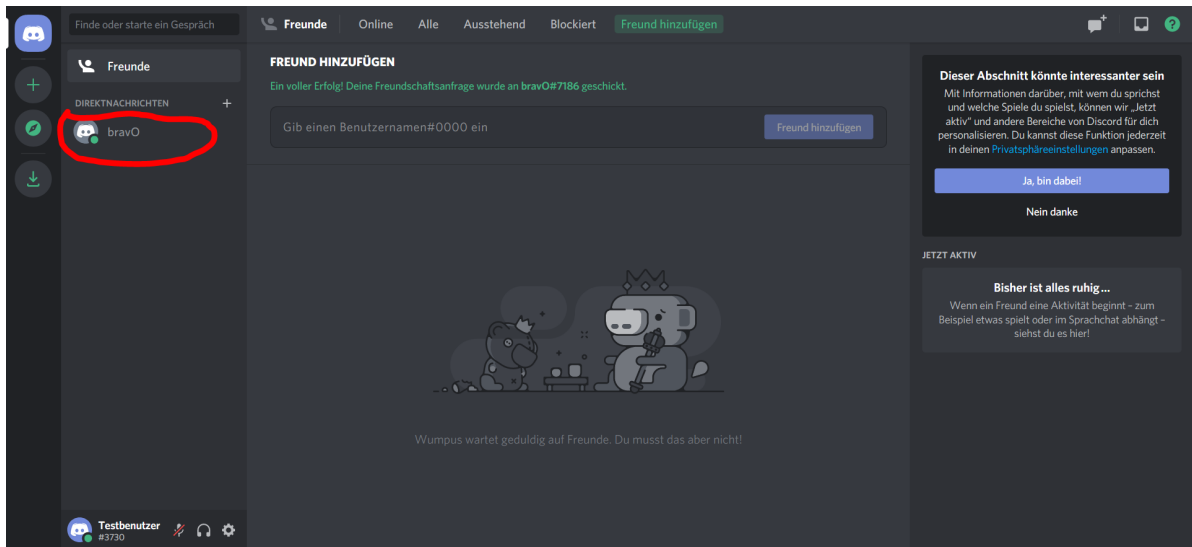 Finde oder starte ein Gespräch
Freunde
Online
Alle
Ausstehend
Blockiert
Freund hinzufügen
Freunde
DIREKTNACHRICHTEN
bravO
Testbenutzer
#3730
FREUND HINZUFÜGEN
Ein voller Erfolg! Deine Freundschaftsanfrage wurde an bravO#7186 geschickt.
Gib einen Benutzernamen#0000 ein
Freund hinzufügen
Wumpus wartet geduldig auf Freunde. Du musst das aber nicht!
Dieser Abschnitt könnte interessanter sein
Mit Informationen darüber, mit wem du sprichst
und welche Spiele du spielst, können wir „Jetzt
aktiv" und andere Bereiche von Discord für dich
personalisieren. Du kannst diese Funktion jederzeit
in deinen Privatsphäreeinstellungen anpassen.
Ja, bin dabei!
Nein danke
JETZT AKTIV
Bisher ist alles ruhig ...
Wenn ein Freund eine Aktivität beginnt – zum
Beispiel etwas spielt oder im Sprachchat abhängt –
siehst du es hier!